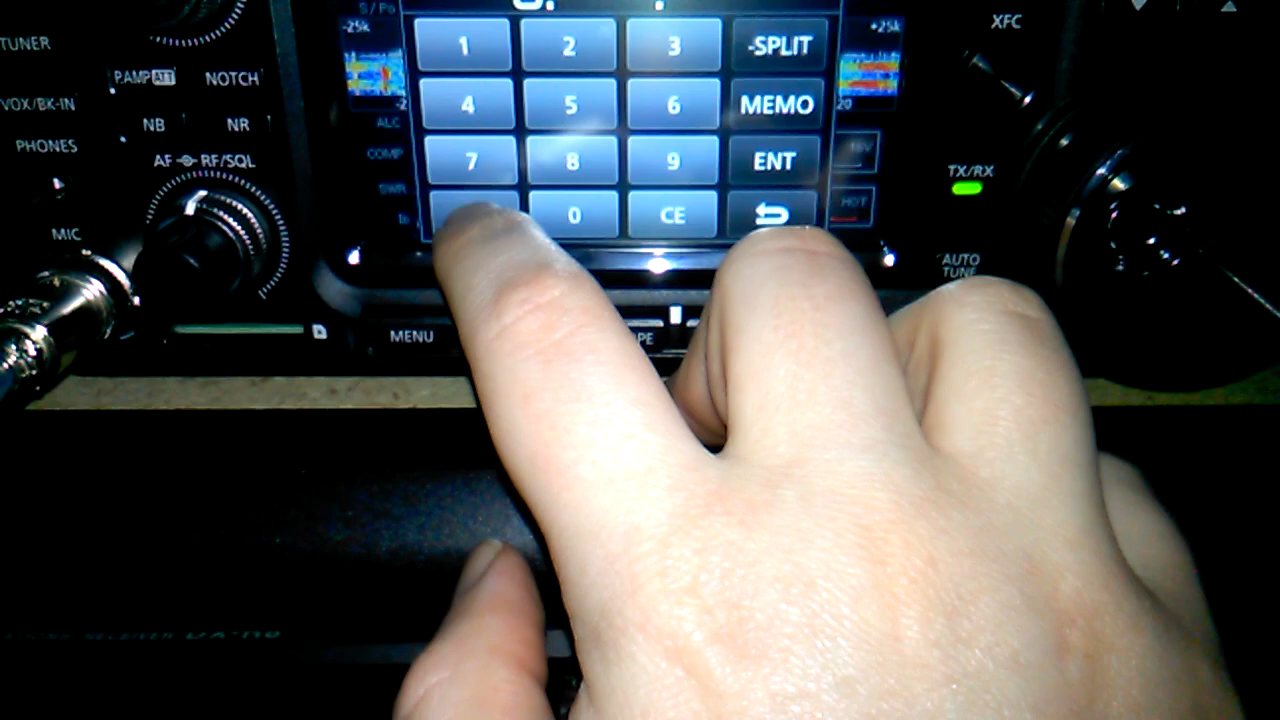 S/Po
-25k
+25k
XFC
TUNER
1 2 3 -SPLIT
P.AMP ATT
NOTCH
4 5 6 MEMO
VOX/BK-IN
20
NB
NR
ALC
PHONES
COMP
7 8 9 ENT
AF RF/SQL
TX/RX
SWR
0 CE
HOT
MIC
AUTO
TUNE
MENU